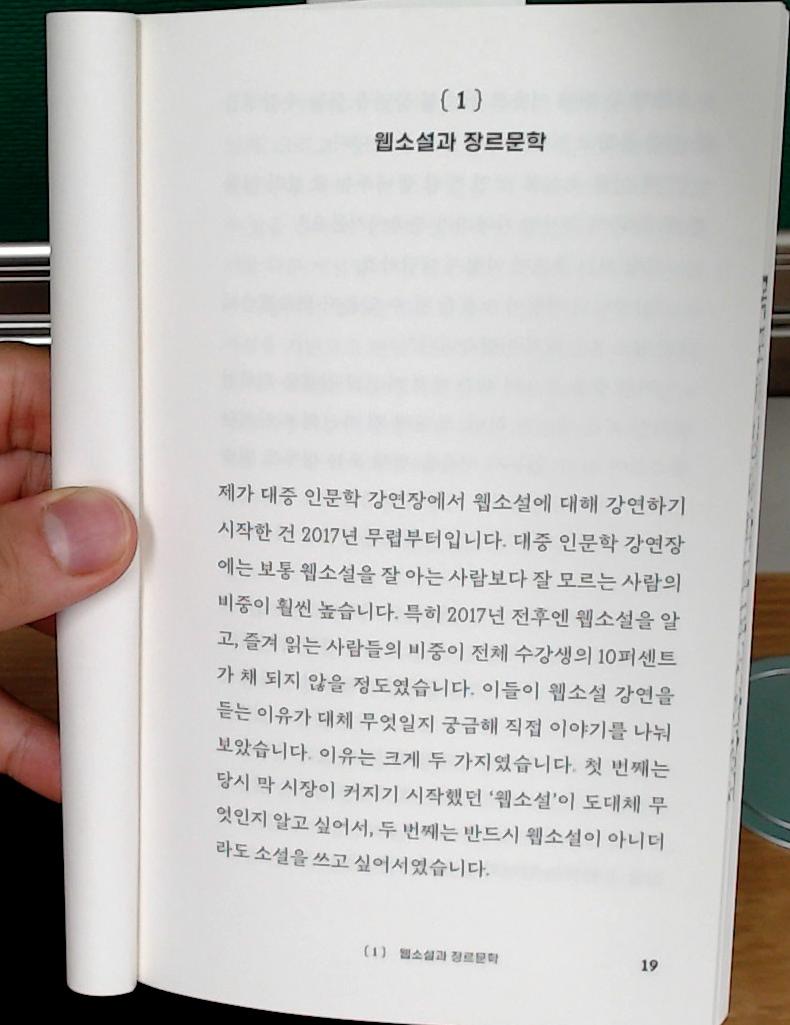 { 1 }
웹소설과 장르문학
제가 대중 인문학 강연장에서 웹소설에 대해 강연하기
시작한 건 2017년 무렵부터입니다. 대중 인문학 강연장
에는 보통 웹소설을 잘 아는 사람보다 잘 모르는 사람의
비중이 훨씬 높습니다. 특히 2017년 전후엔 웹소설을 알
고, 즐겨 읽는 사람들의 비중이 전체 수강생의 10퍼센트
가 채 되지 않을 정도였습니다. 이들이 웹소설 강연을
듣는 이유가 대체 무엇일지 궁금해 직접 이야기를 나눠
보았습니다. 이유는 크게 두 가지였습니다. 첫 번째는
당시 막 시장이 커지기 시작했던 ‘웹소설’이 도대체 무
엇인지 알고 싶어서, 두 번째는 반드시 웹소설이 아니더
라도 소설을 쓰고 싶어서였습니다.
{ 1 } 웹소설과 장르문학 19